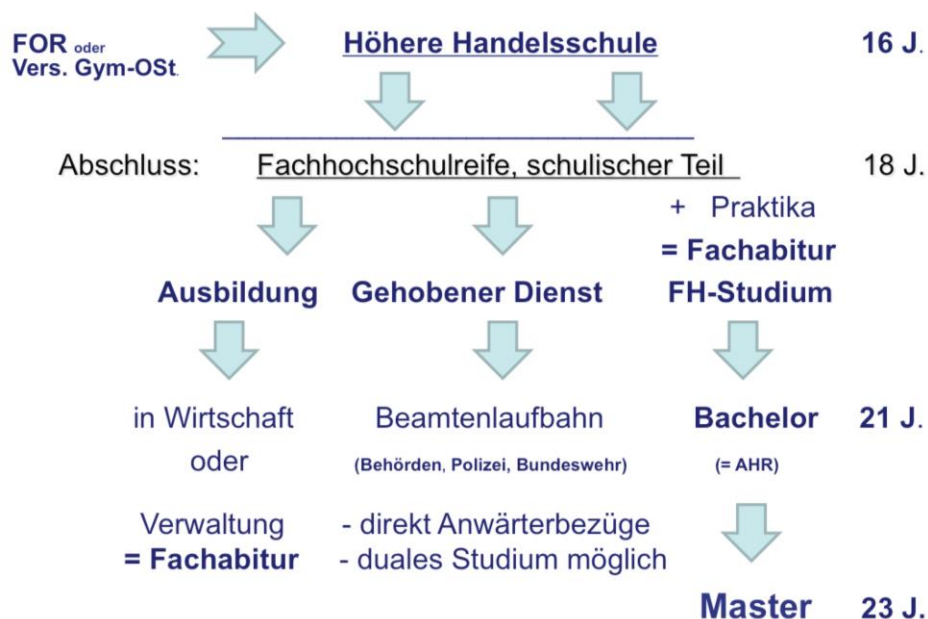 FOR oder
Vers. Gym-OSt.
Höhere Handelsschule
16 J.
Abschluss: Fachhochschulreife, schulischer Teil 18 J.
+ Praktika
= Fachabitur
Ausbildung Gehobener Dienst FH-Studium
in Wirtschaft Beamtenlaufbahn Bachelor 21 J.
oder (Behörden, Polizei, Bundeswehr) (= AHR)
Verwaltung - direkt Anwärterbezüge
= Fachabitur - duales Studium möglich
Master 23 J.